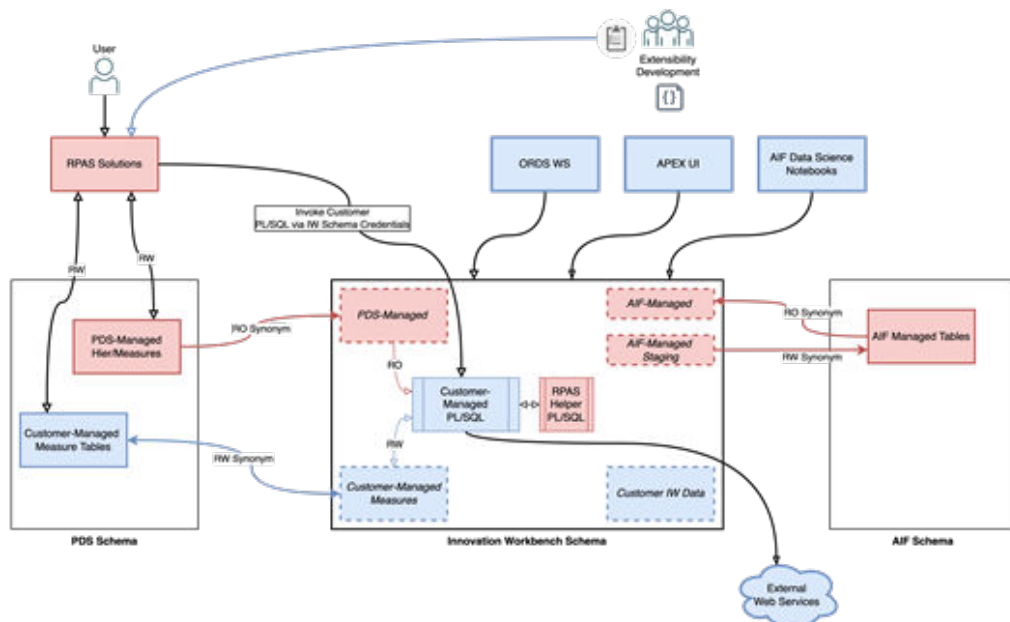 User
Extensibility
Development
{}
RPAS Solutions
ORDS WS
APEX UI
AIF Data Science
Notebooks
Invoke Customer
PL/SQL via IW Schema Credentials
RW
RW
PDS-Managed
Hier/Measures
RO Synonym
PDS-Managed
AIF-Managed
RO Synonym
AIF Managed Tables
AIF-Managed
Staging
RW Synonym
RO
Customer-
Managed
PL/SQL
RPAS
Helper
PL/SQL
Customer-Managed
Measure Tables
RW
RW Synonym
Customer-Managed
Measures
Customer IW Data
PDS Schema
Innovation Workbench Schema
AIF Schema
External
Web Services